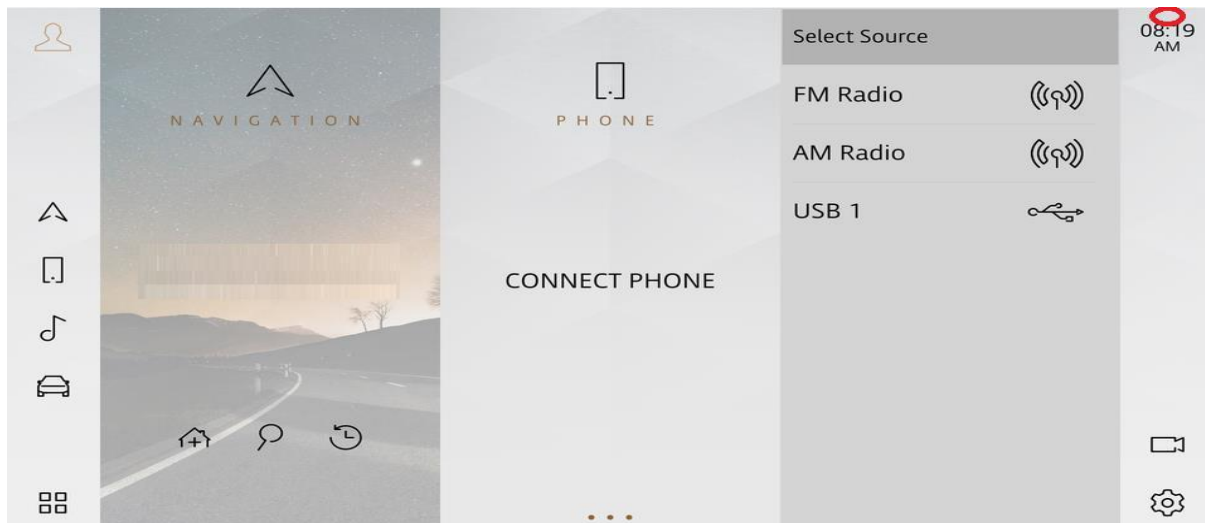 NAVIGATION
PHONE
CONNECT PHONE
Select Source
FM Radio
AM Radio
USB 1
08:19
AM